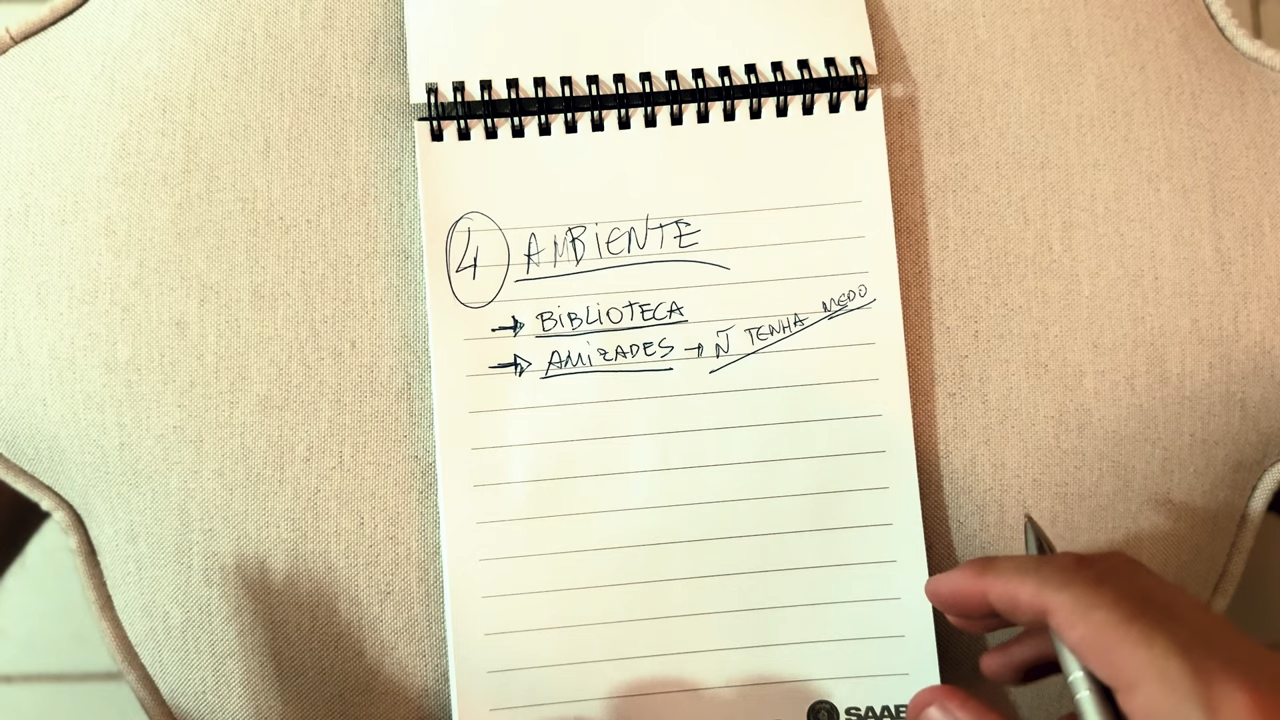 4 AMBIENTE
→ BIBLIOTECA
→ AMIZADES → Ñ TENHA MEDO
SAAB